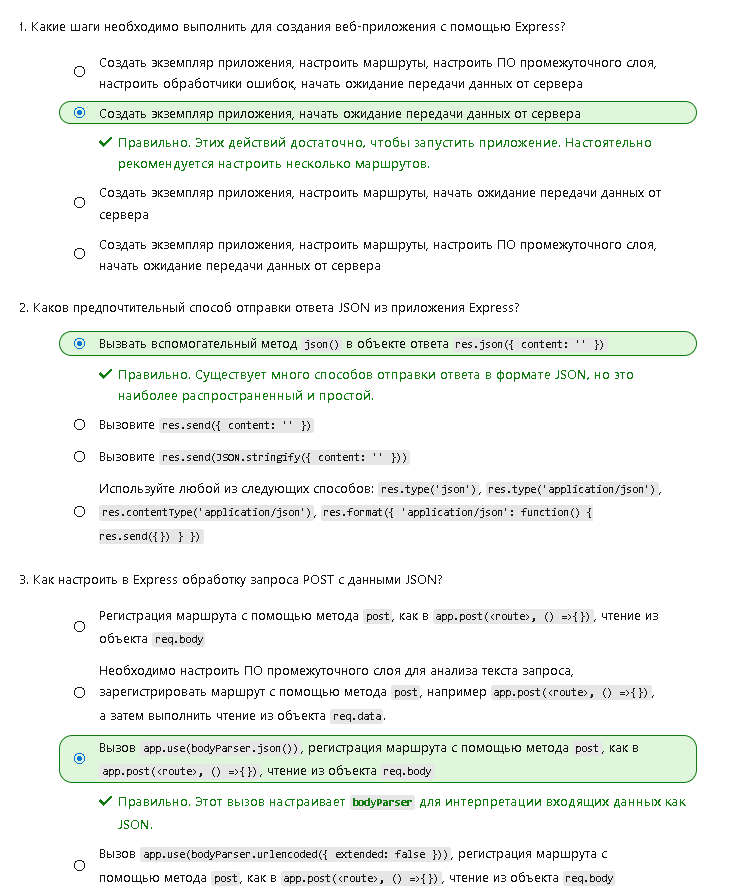 1. Какие шаги необходимо выполнить для создания веб-приложения с помощью Express?
Создать экземпляр приложения, настроить маршруты, настроить ПО промежуточного слоя,
настроить обработчики ошибок, начать ожидание передачи данных от сервера
Создать экземпляр приложения, начать ожидание передачи данных от сервера
✓ Правильно. Этих действий достаточно, чтобы запустить приложение. Настоятельно
рекомендуется настроить несколько маршрутов.
Создать экземпляр приложения, настроить маршруты, начать ожидание передачи данных от
сервера
Создать экземпляр приложения, настроить маршруты, настроить ПО промежуточного слоя,
начать ожидание передачи данных от сервера
2. Каков предпочтительный способ отправки ответа JSON из приложения Express?
Вызвать вспомогательный метод json() в объекте ответа res.json({ content: '' })
✓ Правильно. Существует много способов отправки ответа в формате JSON, но это
наиболее распространенный и простой.
Вызовите res.send({ content: '' })
Вызовите res.send(JSON.stringify({ content: '' }))
Используйте любой из следующих способов: res.type('json'), res.type('application/json'),
res.contentType('application/json'), res.format({ 'application/json': function() {
res.send({}) } })
3. Как настроить в Express обработку запроса POST с данными JSON?
Регистрация маршрута с помощью метода post, как в app.post(<route>, () =>{}), чтение из
объекта req.body
Необходимо настроить ПО промежуточного слоя для анализа текста запроса,
зарегистрировать маршрут с помощью метода post, например app.post(<route>, () =>{}),
а затем выполнить чтение из объекта req.data.
Вызов app.use(bodyParser.json()), регистрация маршрута с помощью метода post, как в
app.post(<route>, () =>{}), чтение из объекта req.body
✓ Правильно. Этот вызов настраивает bodyParser для интерпретации входящих данных как
JSON.
Вызов app.use(bodyParser.urlencoded({ extended: false })), регистрация маршрута с
помощью метода post, как в app.post(<route>, () =>{}), чтение из объекта req.body